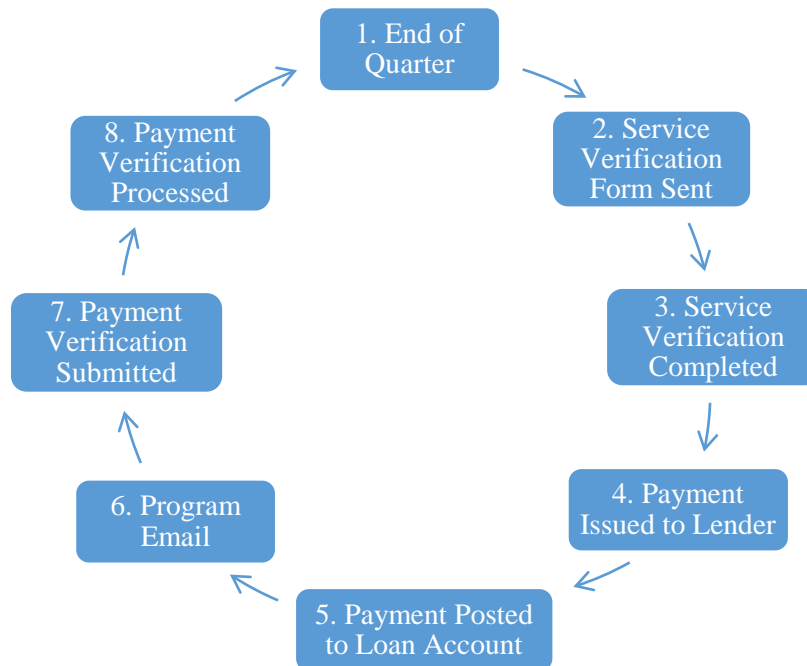 1. End of
Quarter
2. Service
Verification
Form Sent
3. Service
Verification
Completed
4. Payment
Issued to Lender
5. Payment Posted
to Loan Account
6. Program
Email
7. Payment
Verification
Submitted
8. Payment
Verification
Processed